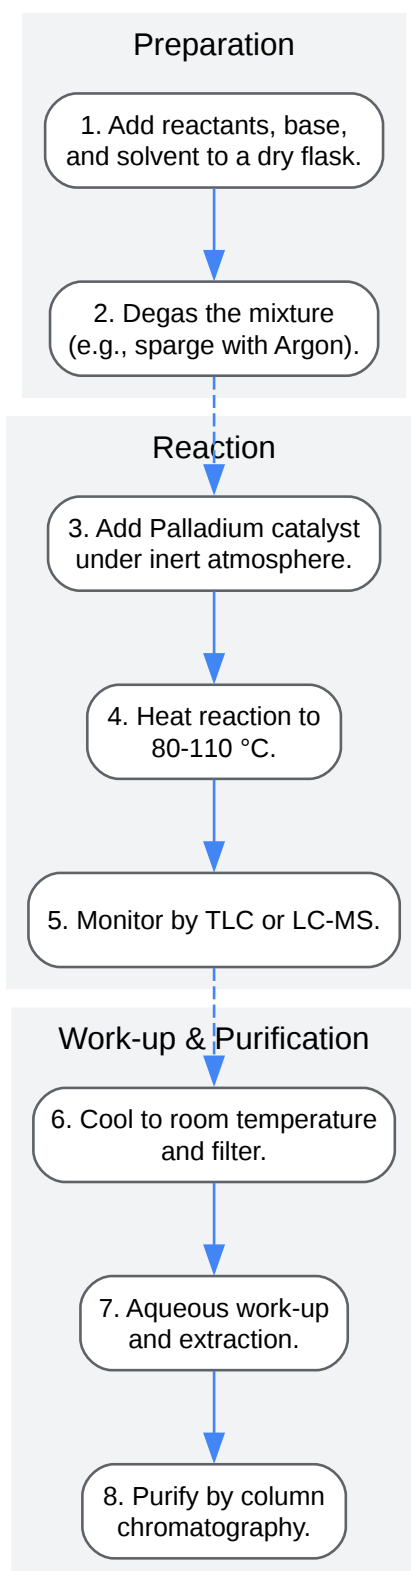 Preparation
1. Add reactants, base,
and solvent to a dry flask.
2. Degas the mixture
(e.g., sparge with Argon).
Reaction
3. Add Palladium catalyst
under inert atmosphere.
4. Heat reaction to
80-110 °C.
5. Monitor by TLC or LC-MS.
Work-up & Purification
6. Cool to room temperature
and filter.
7. Aqueous work-up
and extraction.
8. Purify by column
chromatography.